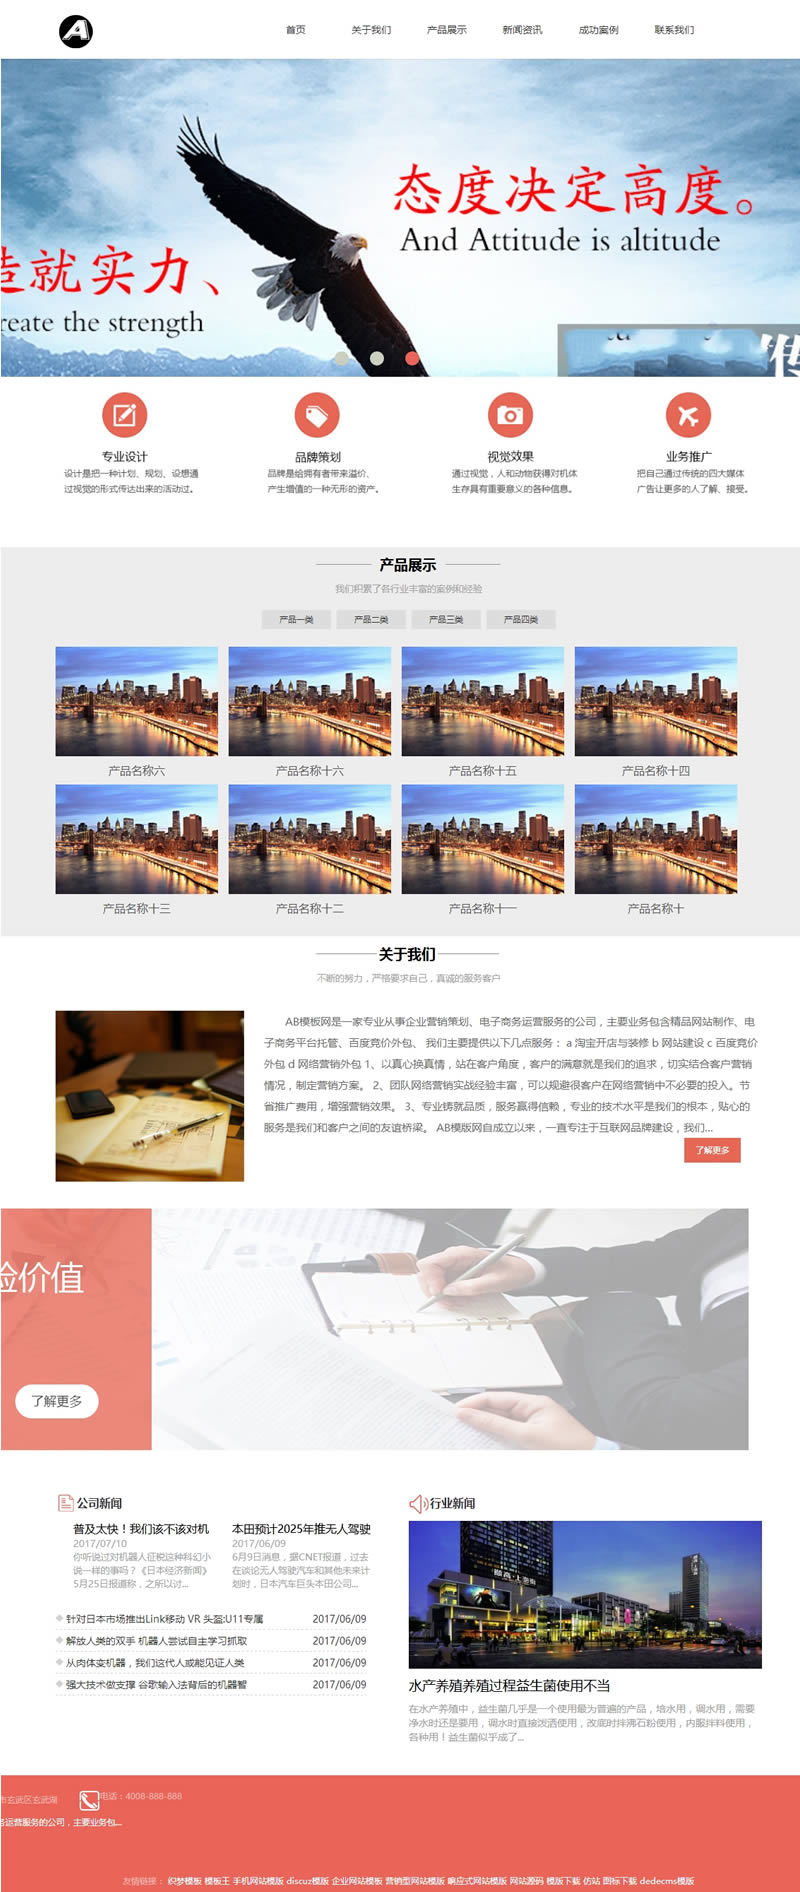 首页 关于我们 产品展示 新闻资讯 成功案例 联系我们
态度决定高度。
And Attitude is altitude
造就实力、
reate the strength
传
专业设计 品牌策划 视觉效果 业务推广
设计是把一种计划、规划、设想通
过视觉的形式传达出来的活动过。
品牌是给拥有者带来溢价、
产生增值的一种无形的资产。
通过视觉，人和动物获得对机体
生存具有重要意义的各种信息。
把自己通过传统的四大媒体
广告让更多的人了解、接受。
产品展示
我们积累了各行业丰富的案例和经验
产品一类 产品二类 产品三类 产品四类
产品名称六 产品名称十六 产品名称十五 产品名称十四
产品名称十三 产品名称十二 产品名称十一 产品名称十
关于我们
不断的努力，严格要求自己，真诚的服务客户
AB模板网是一家专业从事企业营销策划、电子商务运营服务的公司，主要业务包含精品网站制作、电
子商务平台托管、百度竞价外包、 我们主要提供以下几点服务： a 淘宝开店与装修 b 网站建设 c 百度竞价
外包 d 网络营销外包 1、以真心换真情，站在客户角度，客户的满意就是我们的追求，切实结合客户营销
情况，制定营销方案。 2、团队网络营销实战经验丰富，可以规避很客户在网络营销中不必要的投入。节
省推广费用，增强营销效果。 3、专业铸就品质，服务赢得信赖，专业的技术水平是我们的根本，贴心的
服务是我们和客户之间的友谊桥梁。 AB模版网自成立以来，一直专注于互联网品牌建设，我们...
了解更多
验价值
了解更多
公司新闻
普及太快！我们该不该对机
2017/07/10
你听说过对机器人征税这种科幻小
说一样的事吗？《日本经济新闻》
5月25日报道称，之所以讨...
本田预计2025年推无人驾驶
2017/06/09
6月9日消息，据CNET报道，过去
在谈论无人驾驶汽车和其他未来计
划时，日本汽车巨头本田公司...
针对日本市场推出Link移动 VR 头盔:U11专属 2017/06/09
解放人类的双手 机器人尝试自主学习抓取 2017/06/09
从肉体变机器，我们这代人或能见证人类 2017/06/09
强大技术做支撑 谷歌输入法背后的机器智 2017/06/09
行业新闻
水产养殖养殖过程益生菌使用不当
在水产养殖中，益生菌几乎是一个使用最为普遍的产品，培水用，调水用，需要
净水时还是要用，调水时直接泼洒使用，改底时拌沸石粉使用，内服拌料使用，
各种用！益生菌似乎成了...
市玄武区玄武湖 电话：4008-888-888
务运营服务的公司，主要业务包...
友情链接： 织梦模板 模板王 手机网站模版 discuz模版 企业网站模板 营销型网站模版 响应式网站模版 网站源码 模版下载 仿站 图标下载 dedecms模版